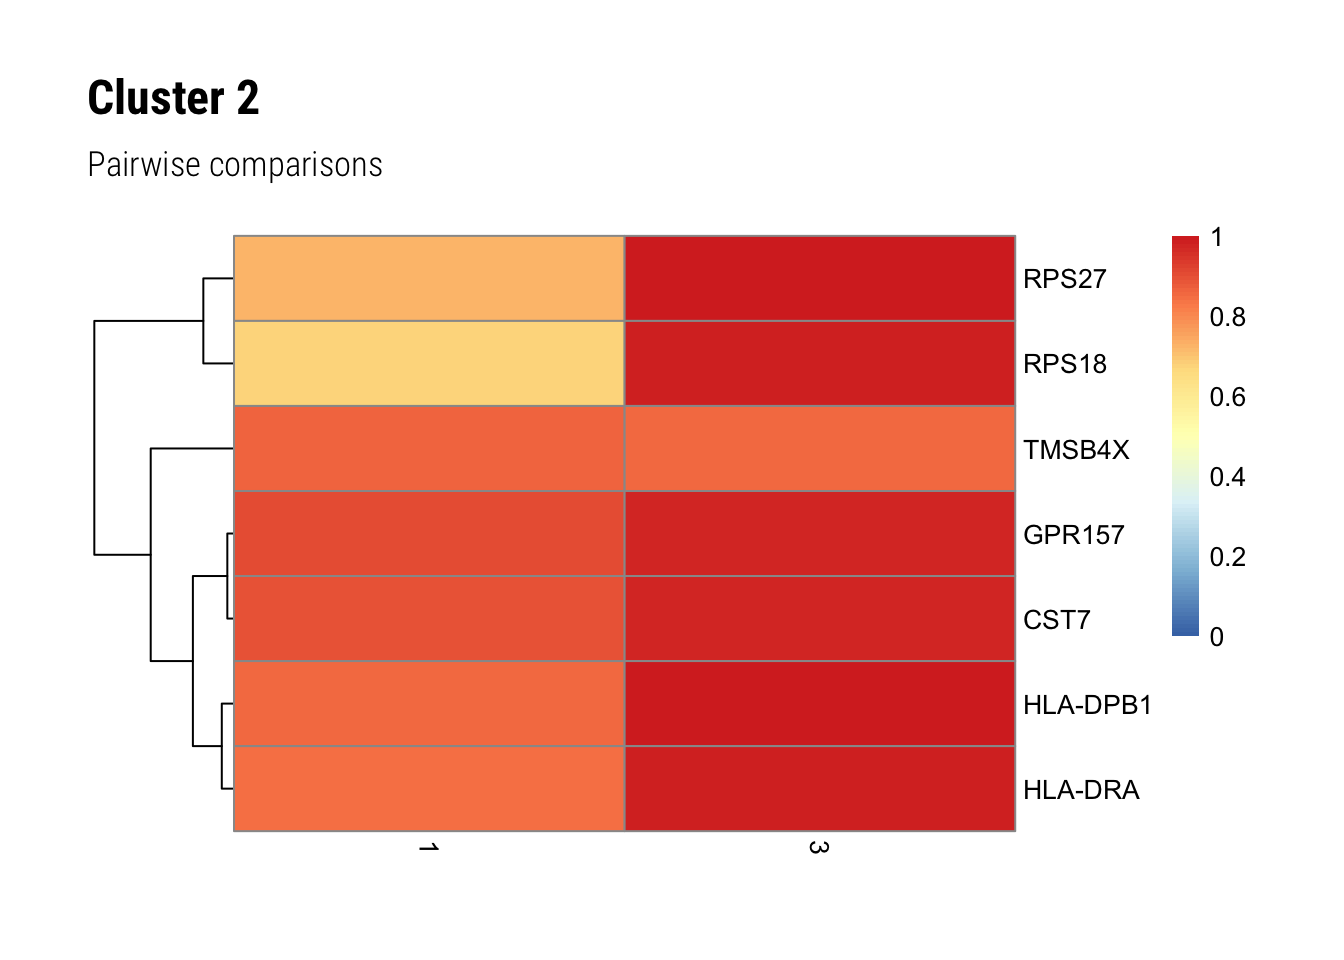 Cluster 2
Pairwise comparisons
RPS27
RPS18
TMSB4X
GPR157
CST7
HLA-DPB1
HLA-DRA
1
0.8
0.6
0.4
0.2
0
1
3